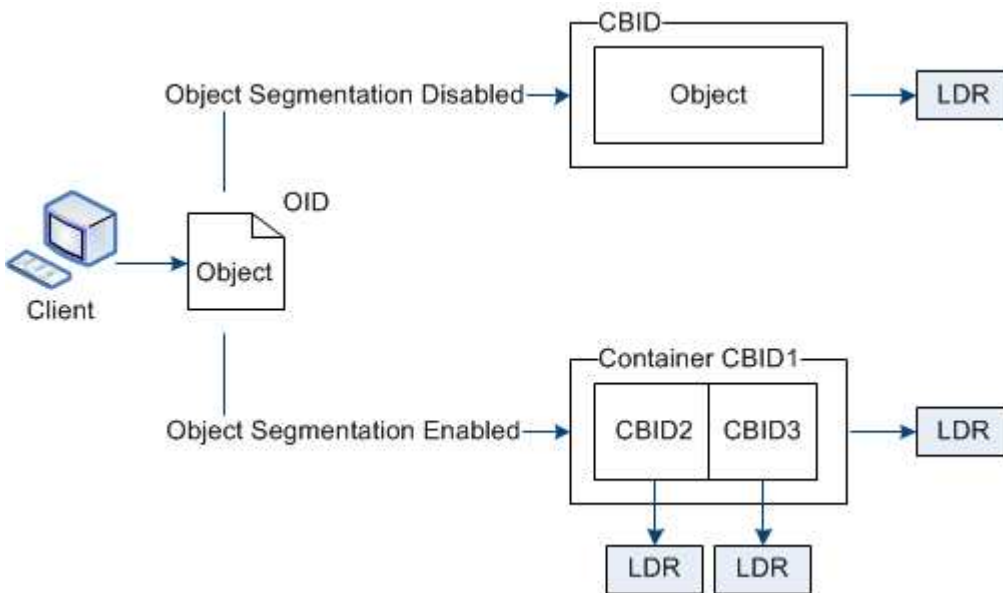 CBID
Object Segmentation Disabled
Object
LDR
OID
Object
Client
Container CBID1
Object Segmentation Enabled
CBID2
CBID3
LDR
LDR
LDR